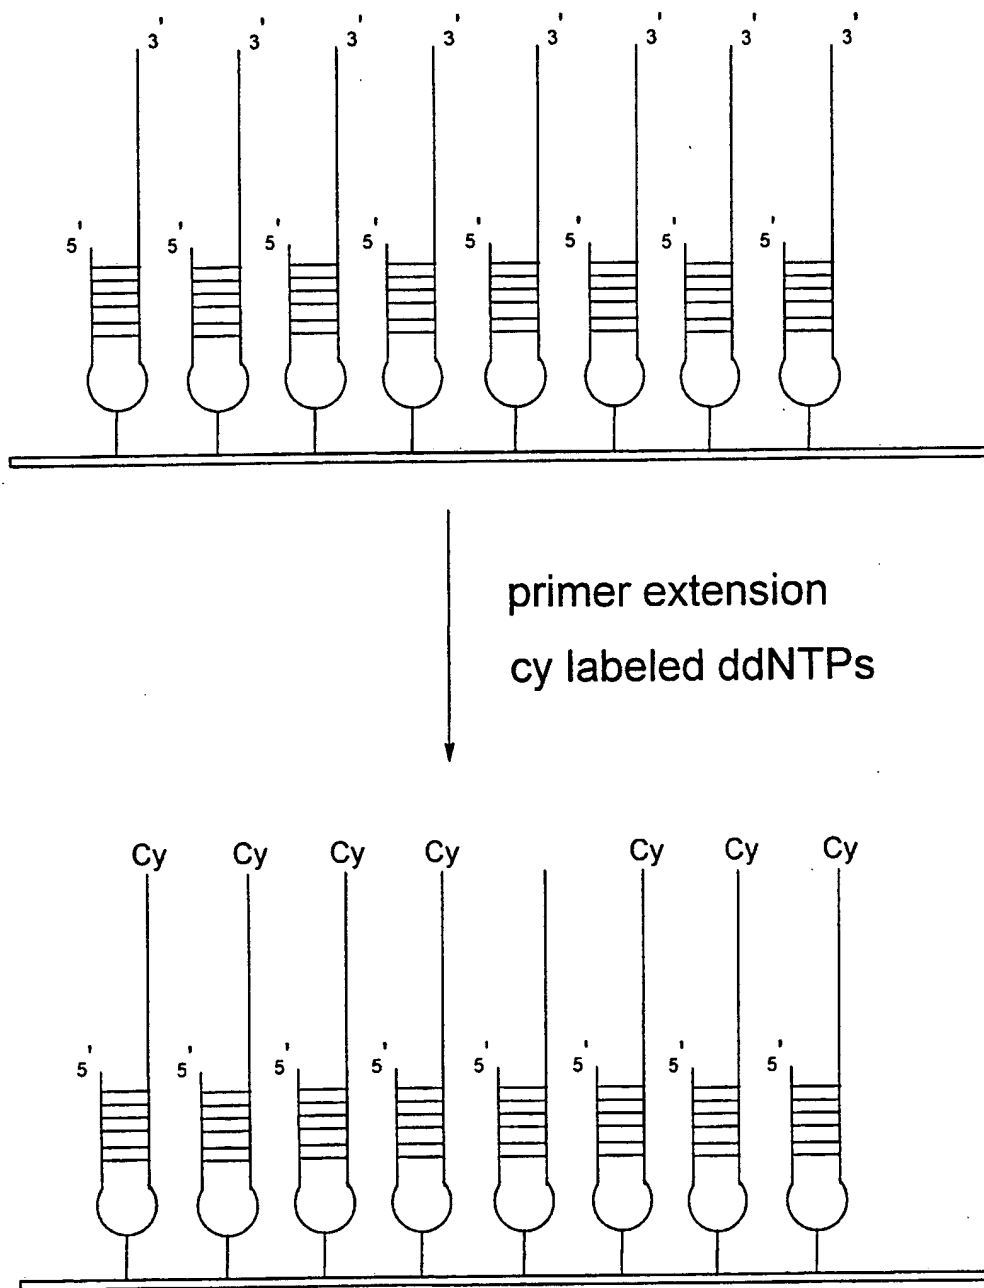 3' 3' 3' 3' 3' 3' 3' 3'
5' 5' 5' 5' 5' 5' 5' 5'
primer extension
cy labeled ddNTPs
Cy Cy Cy Cy Cy Cy Cy
5' 5' 5' 5' 5' 5' 5' 5'